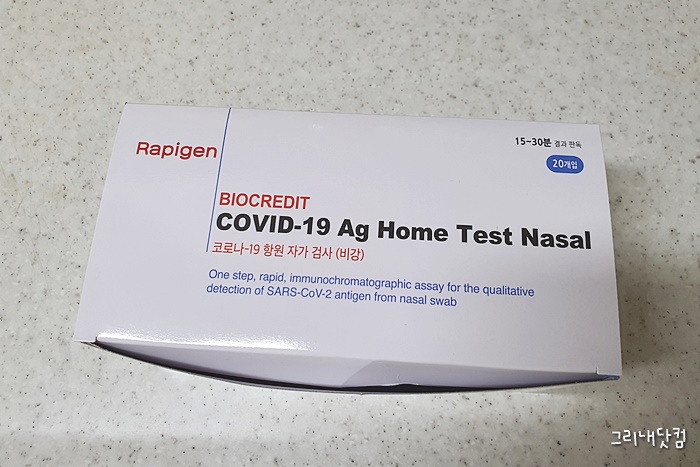 Rapigen
15-30분 결과 판독
20개입
BIOCREDIT
COVID-19 Ag Home Test Nasal
코로나-19 항원 자가 검사 (비강)
One step, rapid, immunochromatographic assay for the qualitative
detection of SARS-CoV-2 antigen from nasal swab
그리내닷컴